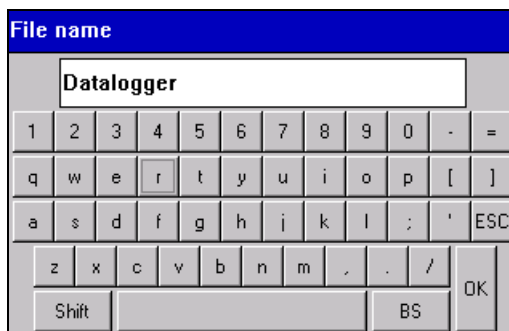 File name
Datalogger
1 2 3 4 5 6 7 8 9 0 - =
q w e r t y u i o p [ ]
a s d f g h j k l ; ' ESC
z x c v b n m , . / OK
Shift BS